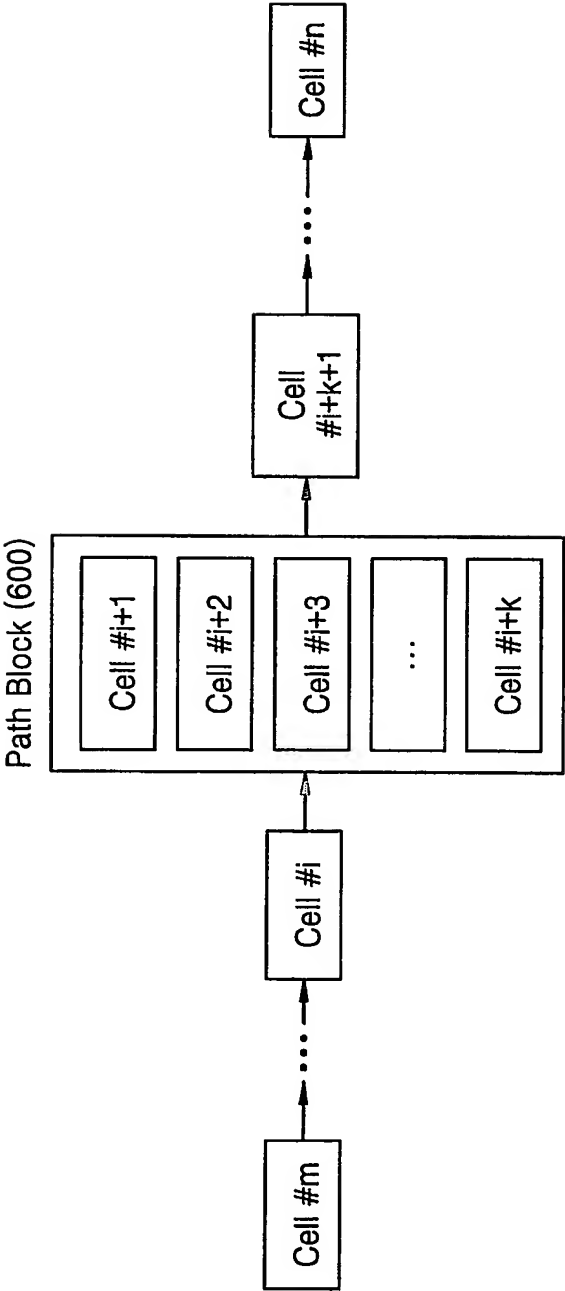 Path Block (600)
Cell #m
...
Cell #i
Cell #i+1
Cell #i+2
Cell #i+3
...
Cell #i+k
Cell
#i+k+1
...
Cell #n